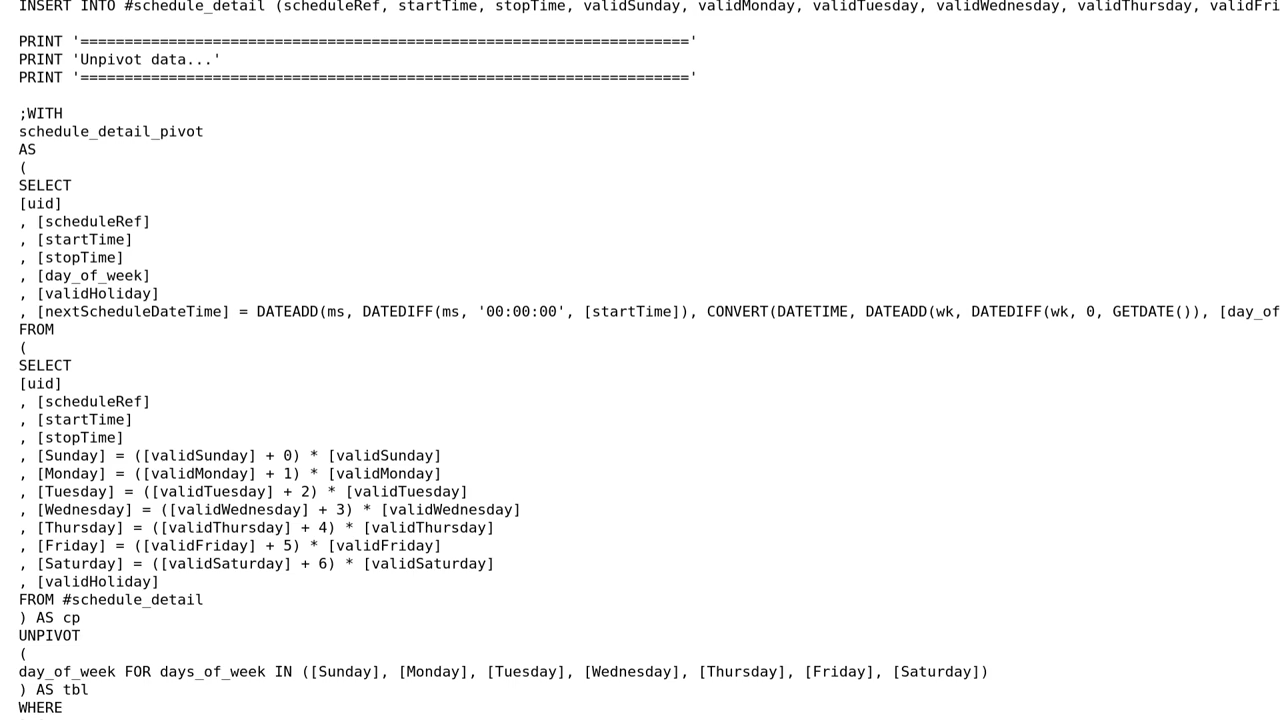 INSERT INTO #schedule_detail (scheduleRef, startTime, stopTime, validSunday, validMonday, validTuesday, validWednesday, validThursday, validFri
PRINT '====================================================================='
PRINT 'Unpivot data...'
PRINT '====================================================================='
;WITH
schedule_detail_pivot
AS
(
SELECT
[uid]
, [scheduleRef]
, [startTime]
, [stopTime]
, [day_of_week]
, [validHoliday]
, [nextScheduleDateTime] = DATEADD(ms, DATEDIFF(ms, '00:00:00', [startTime]), CONVERT(DATETIME, DATEADD(wk, DATEDIFF(wk, 0, GETDATE()), [day_of
FROM
(
SELECT
[uid]
, [scheduleRef]
, [startTime]
, [stopTime]
, [Sunday] = ([validSunday] + 0) * [validSunday]
, [Monday] = ([validMonday] + 1) * [validMonday]
, [Tuesday] = ([validTuesday] + 2) * [validTuesday]
, [Wednesday] = ([validWednesday] + 3) * [validWednesday]
, [Thursday] = ([validThursday] + 4) * [validThursday]
, [Friday] = ([validFriday] + 5) * [validFriday]
, [Saturday] = ([validSaturday] + 6) * [validSaturday]
, [validHoliday]
FROM #schedule_detail
) AS cp
UNPIVOT
(
day_of_week FOR days_of_week IN ([Sunday], [Monday], [Tuesday], [Wednesday], [Thursday], [Friday], [Saturday])
) AS tbl
WHERE